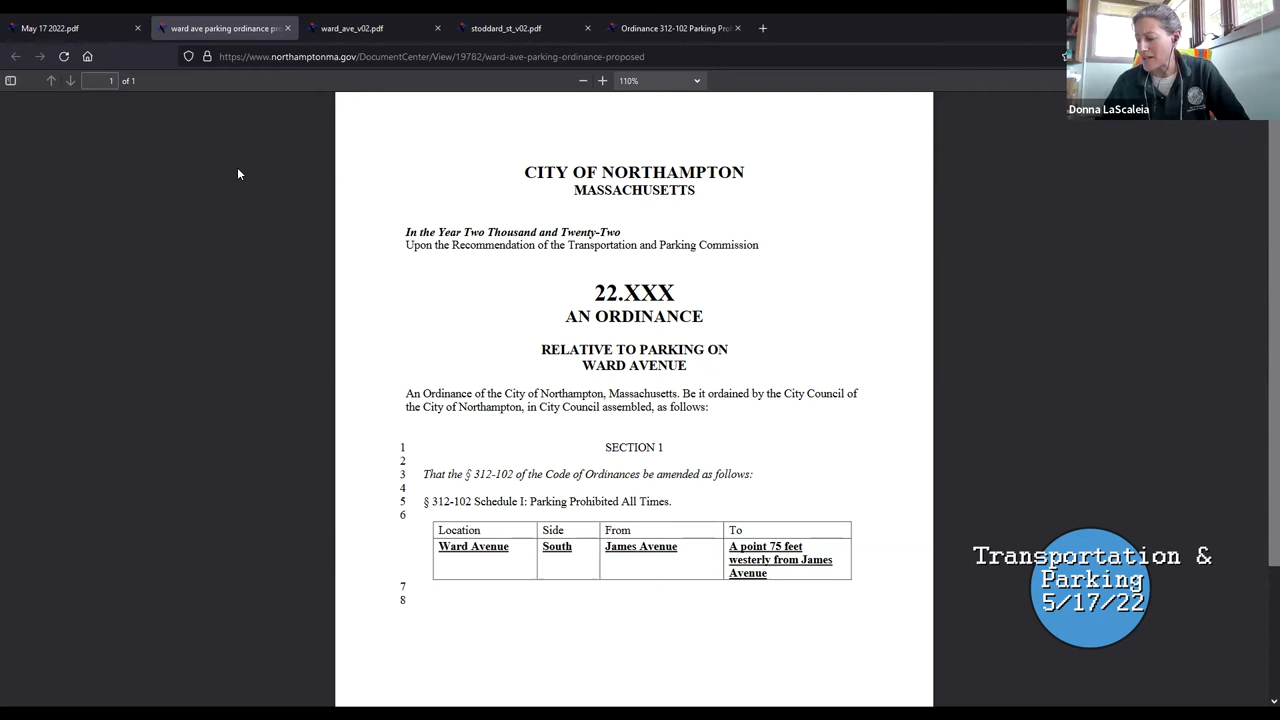 May 17 2022.pdf
ward ave parking ordinance pro
ward_ave_v02.pdf
stoddard_st_v02.pdf
Ordinance 312-102 Parking Pro
https://www.northamptonma.gov/DocumentCenter/View/19782/ward-ave-parking-ordinance-proposed
1 of 1
110%
Donna LaScaleia
CITY OF NORTHAMPTON
MASSACHUSETTS
In the Year Two Thousand and Twenty-Two
Upon the Recommendation of the Transportation and Parking Commission
22.XXX
AN ORDINANCE
RELATIVE TO PARKING ON
WARD AVENUE
An Ordinance of the City of Northampton, Massachusetts. Be it ordained by the City Council of
the City of Northampton, in City Council assembled, as follows:
1 SECTION 1
2
3 That the § 312-102 of the Code of Ordinances be amended as follows:
4
5 § 312-102 Schedule I: Parking Prohibited All Times.
6
Location Side From To
Ward Avenue South James Avenue A point 75 feet
westerly from James
Avenue
7
8
Transportation &
Parking
5/17/22